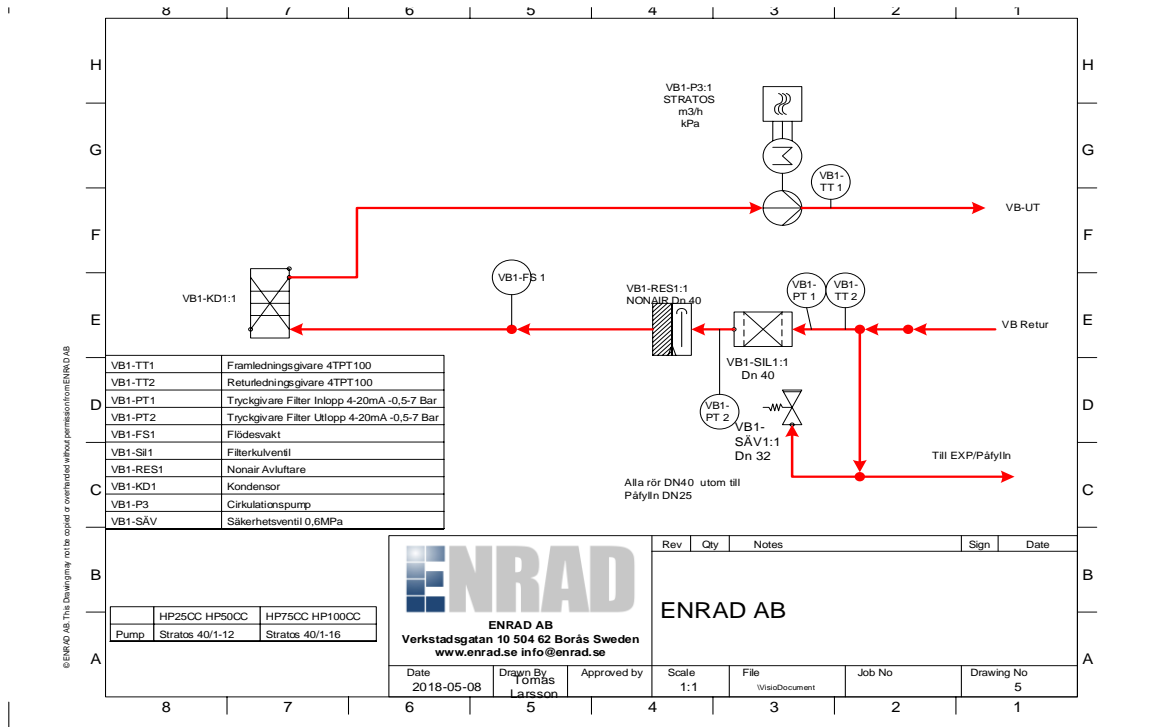 8 7 6 5 4 3 2 1
H H
G G
F F
E E
D D
C C
B B
A A
VB1-P3:1
STRATOS
m3/h
kPa
VB1-
TT 1
VB-UT
VB1-KD1:1
VB1-FS 1
VB1-RES1:1
NONAIR Dn 40
VB1-
PT 1
VB1-
TT 2
VB Retur
VB1-SIL1:1
Dn 40
VB1-
PT 2
VB1-
SÄV1:1
Dn 32
Till EXP/Påfylln
Alla rör DN40 utom till
Påfylln DN25
VB1-TT1 Framledningsgivare 4TPT100
VB1-TT2 Returledningsgivare 4TPT100
VB1-PT1 Tryckgivare Filter Inlopp 4-20mA -0,5-7 Bar
VB1-PT2 Tryckgivare Filter Utlopp 4-20mA -0,5-7 Bar
VB1-FS1 Flödesvakt
VB1-Sil1 Filterkulventil
VB1-RES1 Nonair Avluftare
VB1-KD1 Kondensor
VB1-P3 Cirkulationspump
VB1-SÄV Säkerhetsventil 0,6MPa
© ENRAD AB. This Drawing may not be copied or overhanded without permission from ENRAD AB
HP25CC HP50CC HP75CC HP100CC
Pump Stratos 40/1-12 Stratos 40/1-16
ENRAD
ENRAD AB
Verkstadsgatan 10 504 62 Borås Sweden
www.enrad.se info@enrad.se
Rev Qty Notes Sign Date
ENRAD AB
Date Drawn By Approved by Scale File Job No Drawing No
2018-05-08 Tomas Larsson 1:1 \VisioDocument 5
8 7 6 5 4 3 2 1